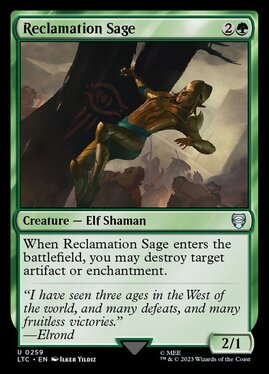 Reclamation Sage 2
Creature — Elf Shaman
When Reclamation Sage enters the
battlefield, you may destroy target
artifact or enchantment.
“I have seen three ages in the West of
the world, and many defeats, and many
fruitless victories.”
—Elrond
2/1
U 0259
LTC • EN ILKER YILDIZ
© MEE
™ & © 2023 Wizards of the Coast